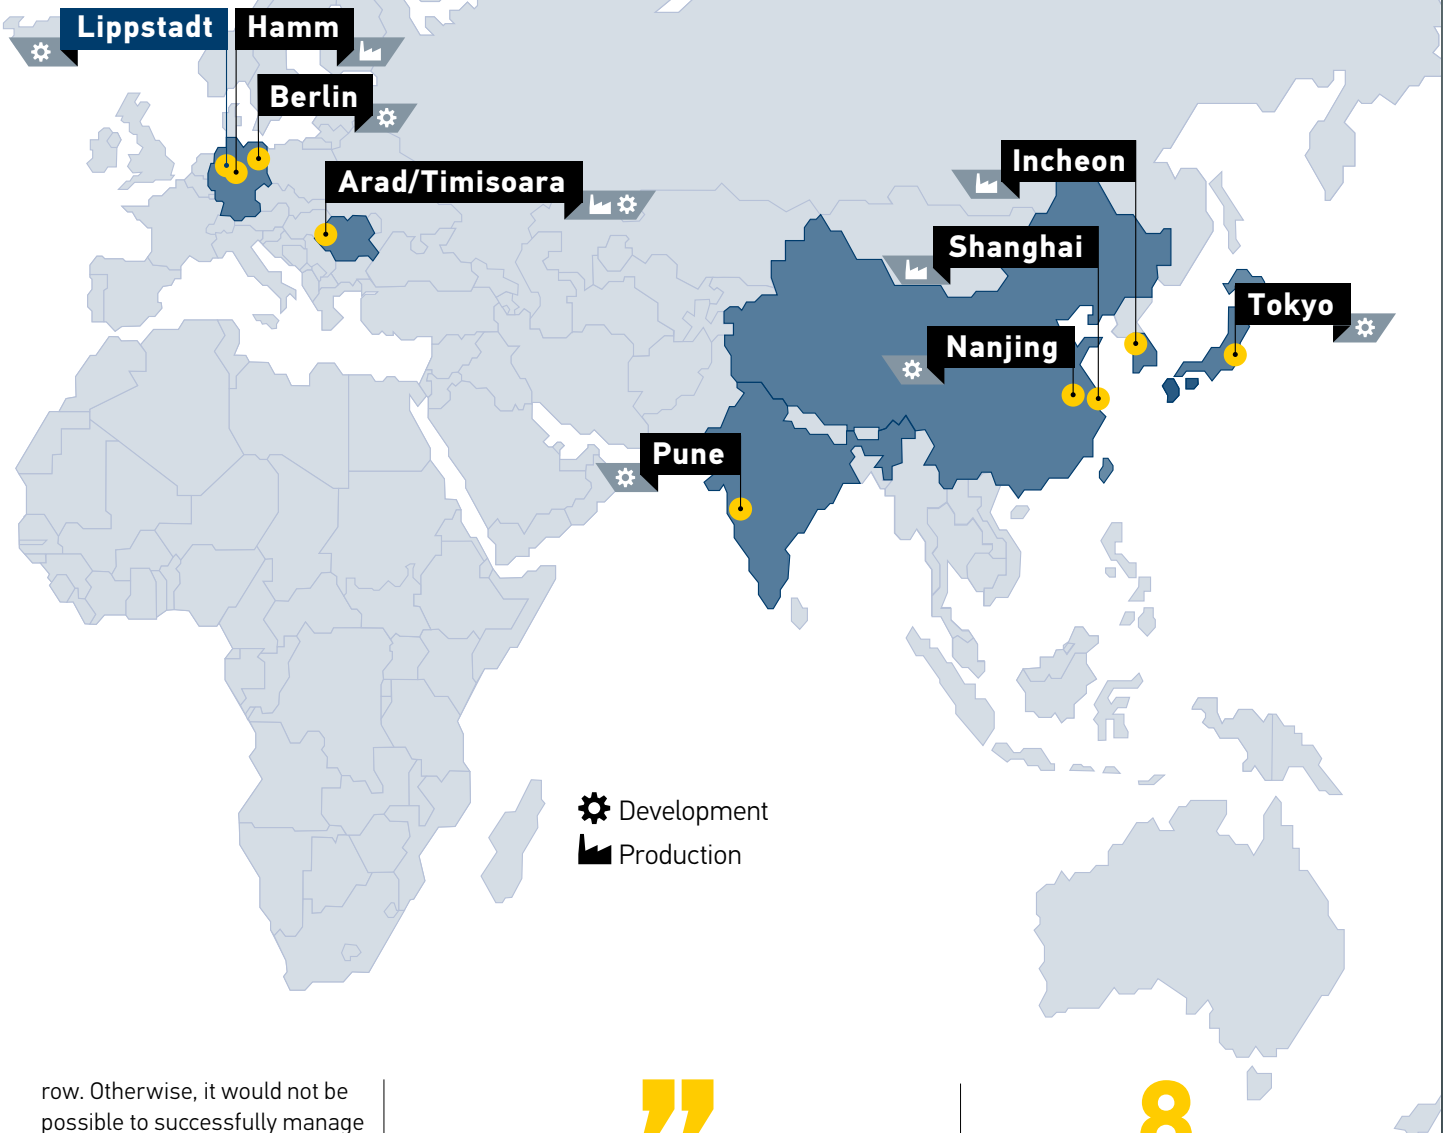 Lippstadt
Hamm
Berlin
Arad/Timisoara
Incheon
Shanghai
Tokyo
Nanjing
Pune
Development
Production
row. Otherwise, it would not be
possible to successfully manage
”
8